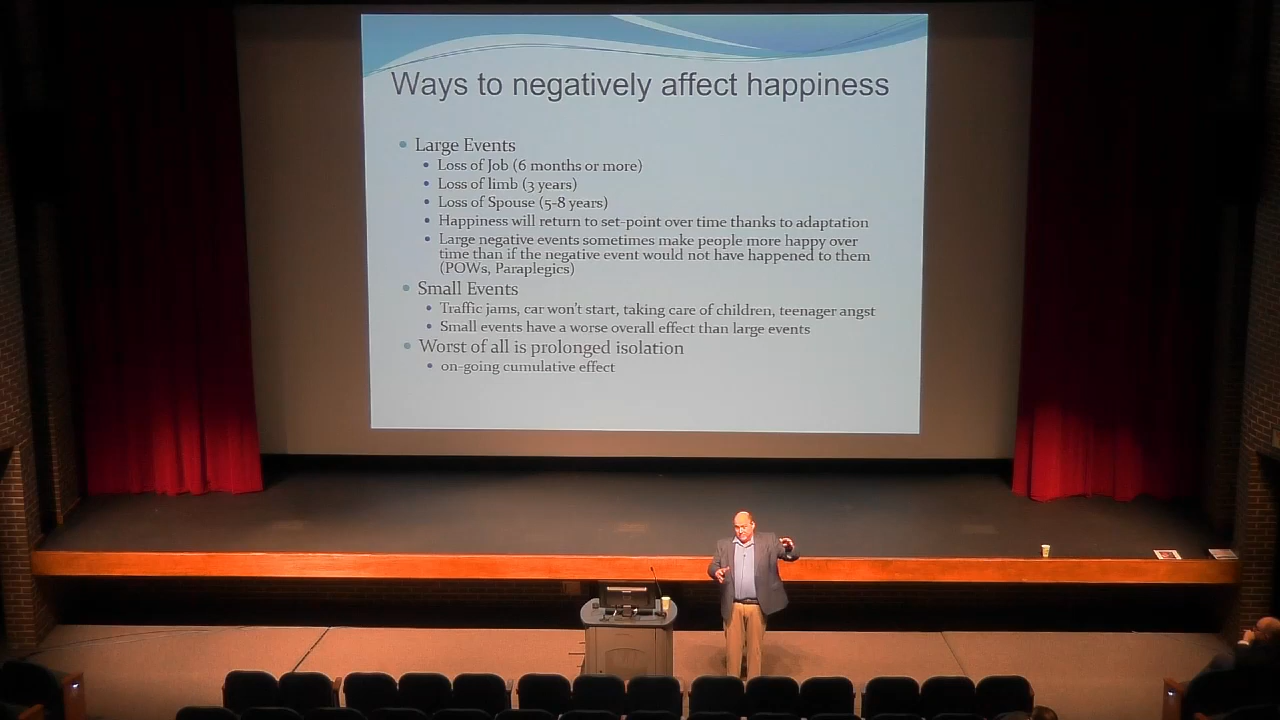 Ways to negatively affect happiness
Large Events
Loss of Job (6 months or more)
Loss of limb (3 years)
Loss of Spouse (5-8 years)
Happiness will return to set-point over time thanks to adaptation
Large negative events sometimes make people more happy over
time than if the negative event would not have happened to them
(POWs, Paraplegics)
Small Events
Traffic jams, car won't start, taking care of children, teenager angst
Small events have a worse overall effect than large events
Worst of all is prolonged isolation
on-going cumulative effect